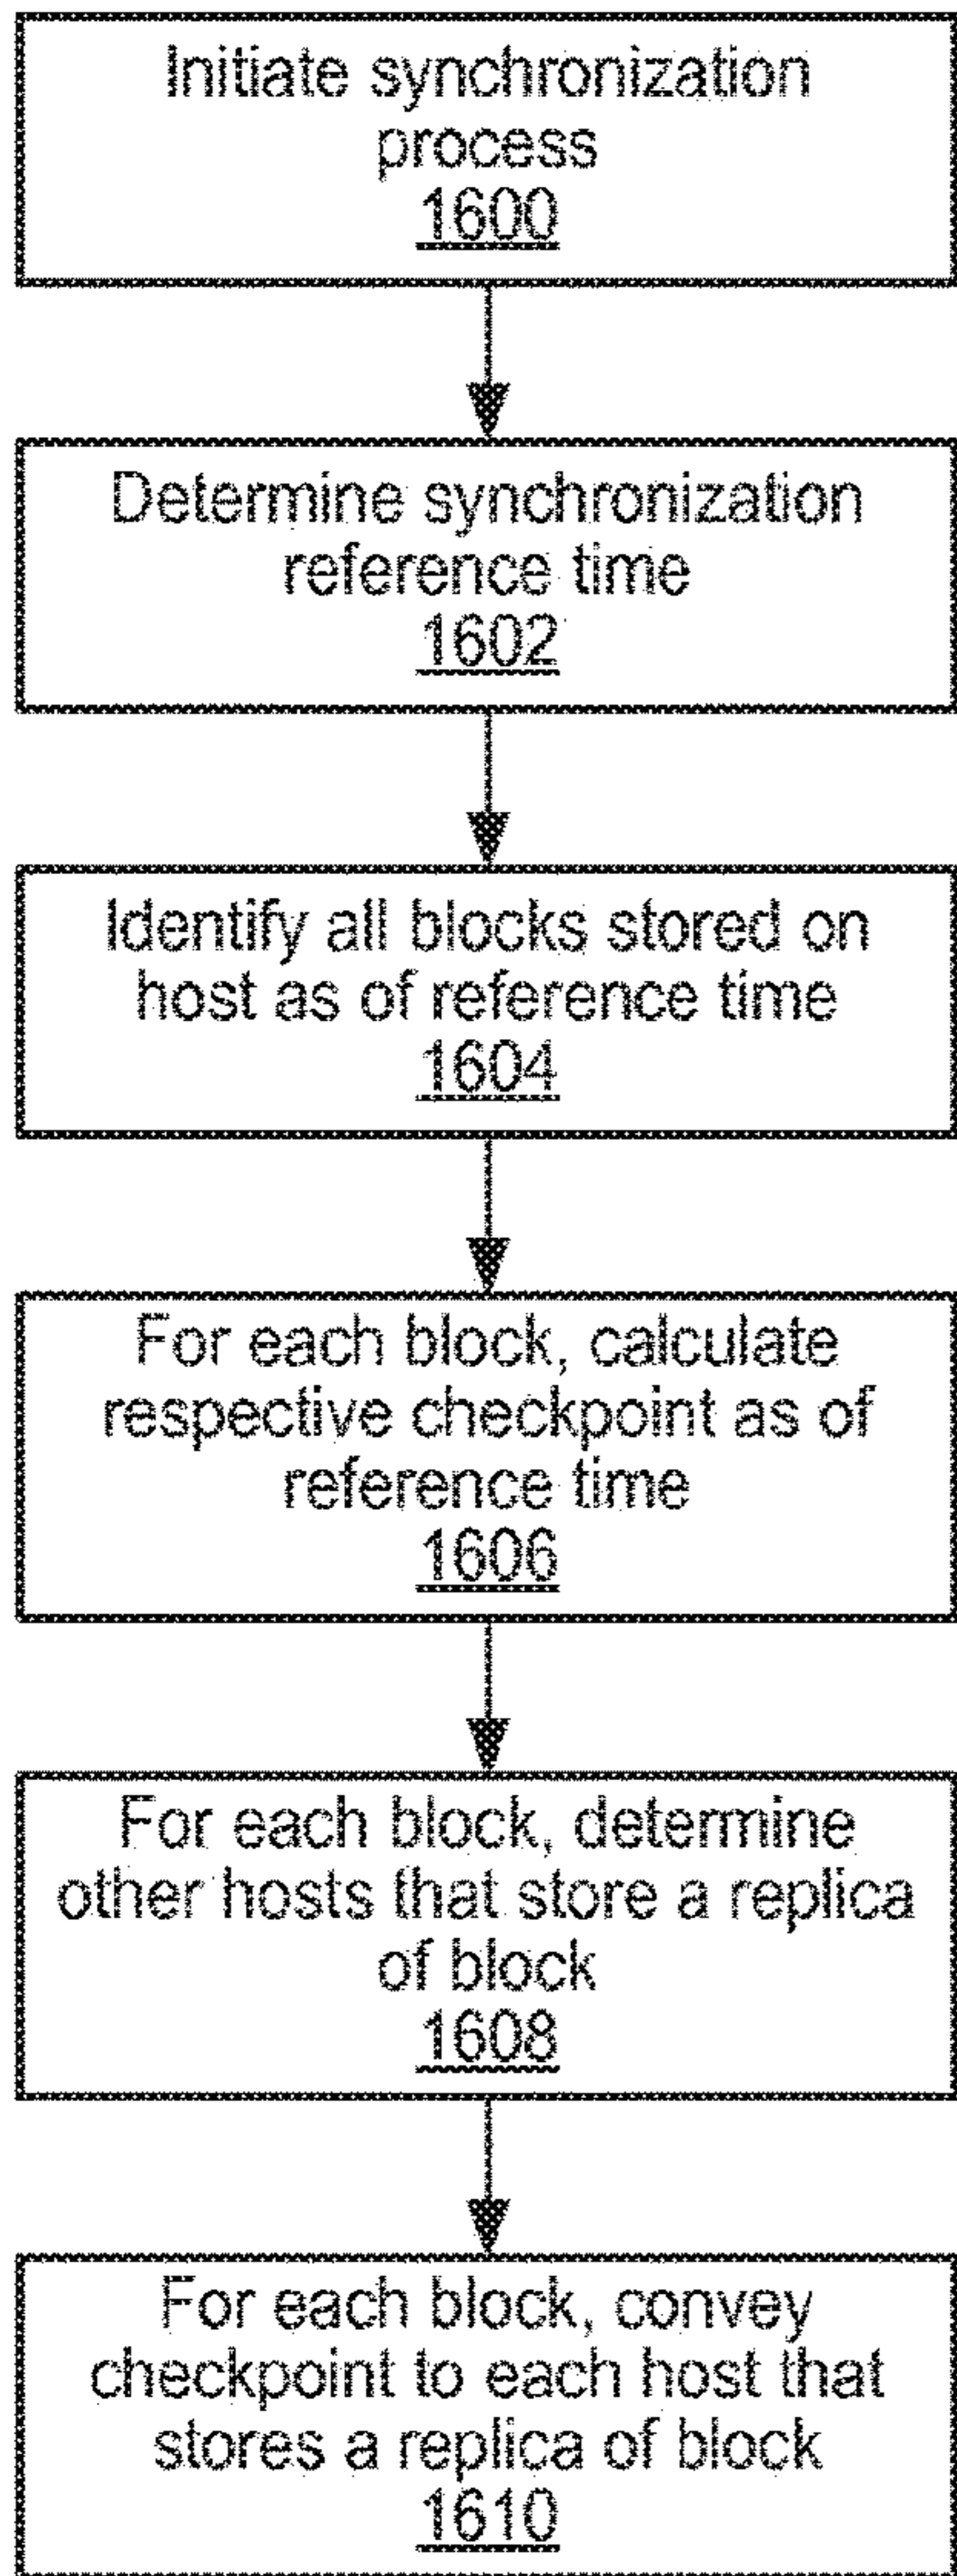 Initiate synchronization
process
1600
Determine synchronization
reference time
1602
Identify all blocks stored on
host as of reference time
1604
For each block, calculate
respective checkpoint as of
reference time
1606
For each block, determine
other hosts that store a replica
of block
1608
For each block, convey
checkpoint to each host that
stores a replica of block
1610